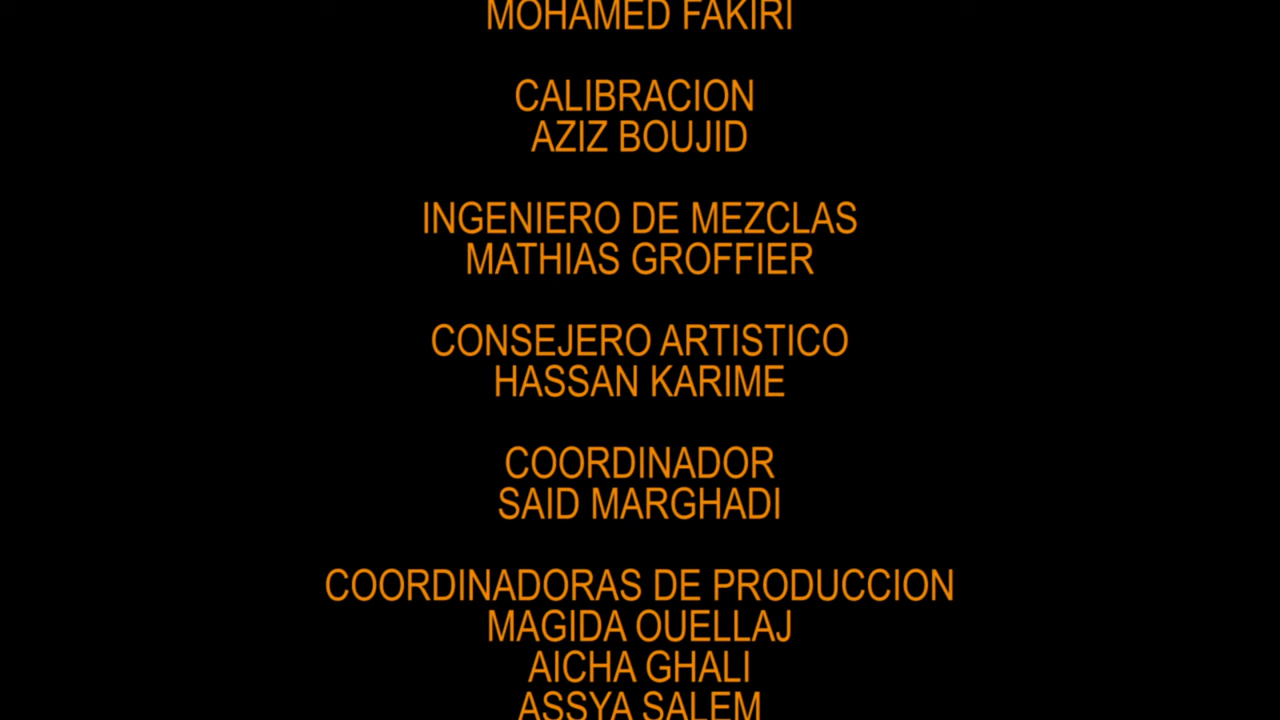 MOHAMED FAKIRI
CALIBRACION
AZIZ BOUJID
INGENIERO DE MEZCLAS
MATHIAS GROFFIER
CONSEJERO ARTISTICO
HASSAN KARIME
COORDINADOR
SAID MARGHADI
COORDINADORAS DE PRODUCCION
MAGIDA OUELLAJ
AICHA GHALI
ASSYA SALEM